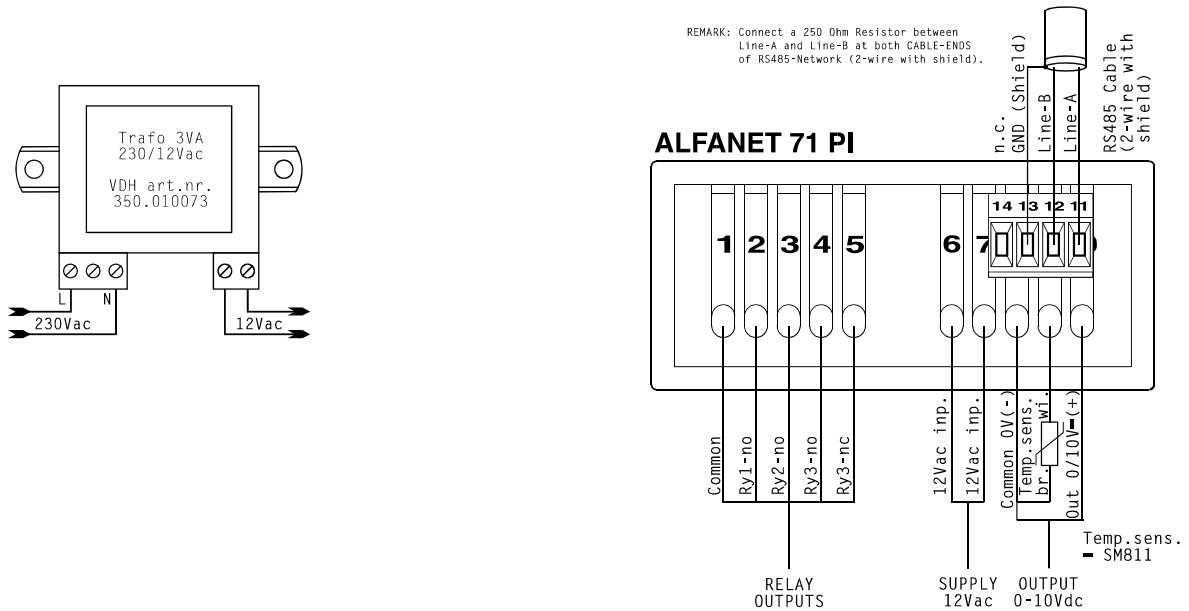 REMARK: Connect a 250 Ohm Resistor between
Line-A and Line-B at both CABLE-ENDS
of RS485-Network (2-wire with shield).
Trafo 3VA
230/12Vac
VDH art.nr.
350.010073
L
N
230Vac
12Vac
n.c.
GND (Shield)
Line-B
Line-A
RS485 Cable
(2-wire with
shield)
ALFANET 71 PI
14 13 12 11
1 2 3 4 5 6 7
Common
Ry1-no
Ry2-no
Ry3-no
Ry3-nc
12Vac inp.
12Vac inp.
Common 0V(-)
Temp.sens.
br. wi.
Out 0/10V=(+)
Temp.sens.
= SM811
RELAY
OUTPUTS
SUPPLY
12Vac
OUTPUT
0-10Vdc